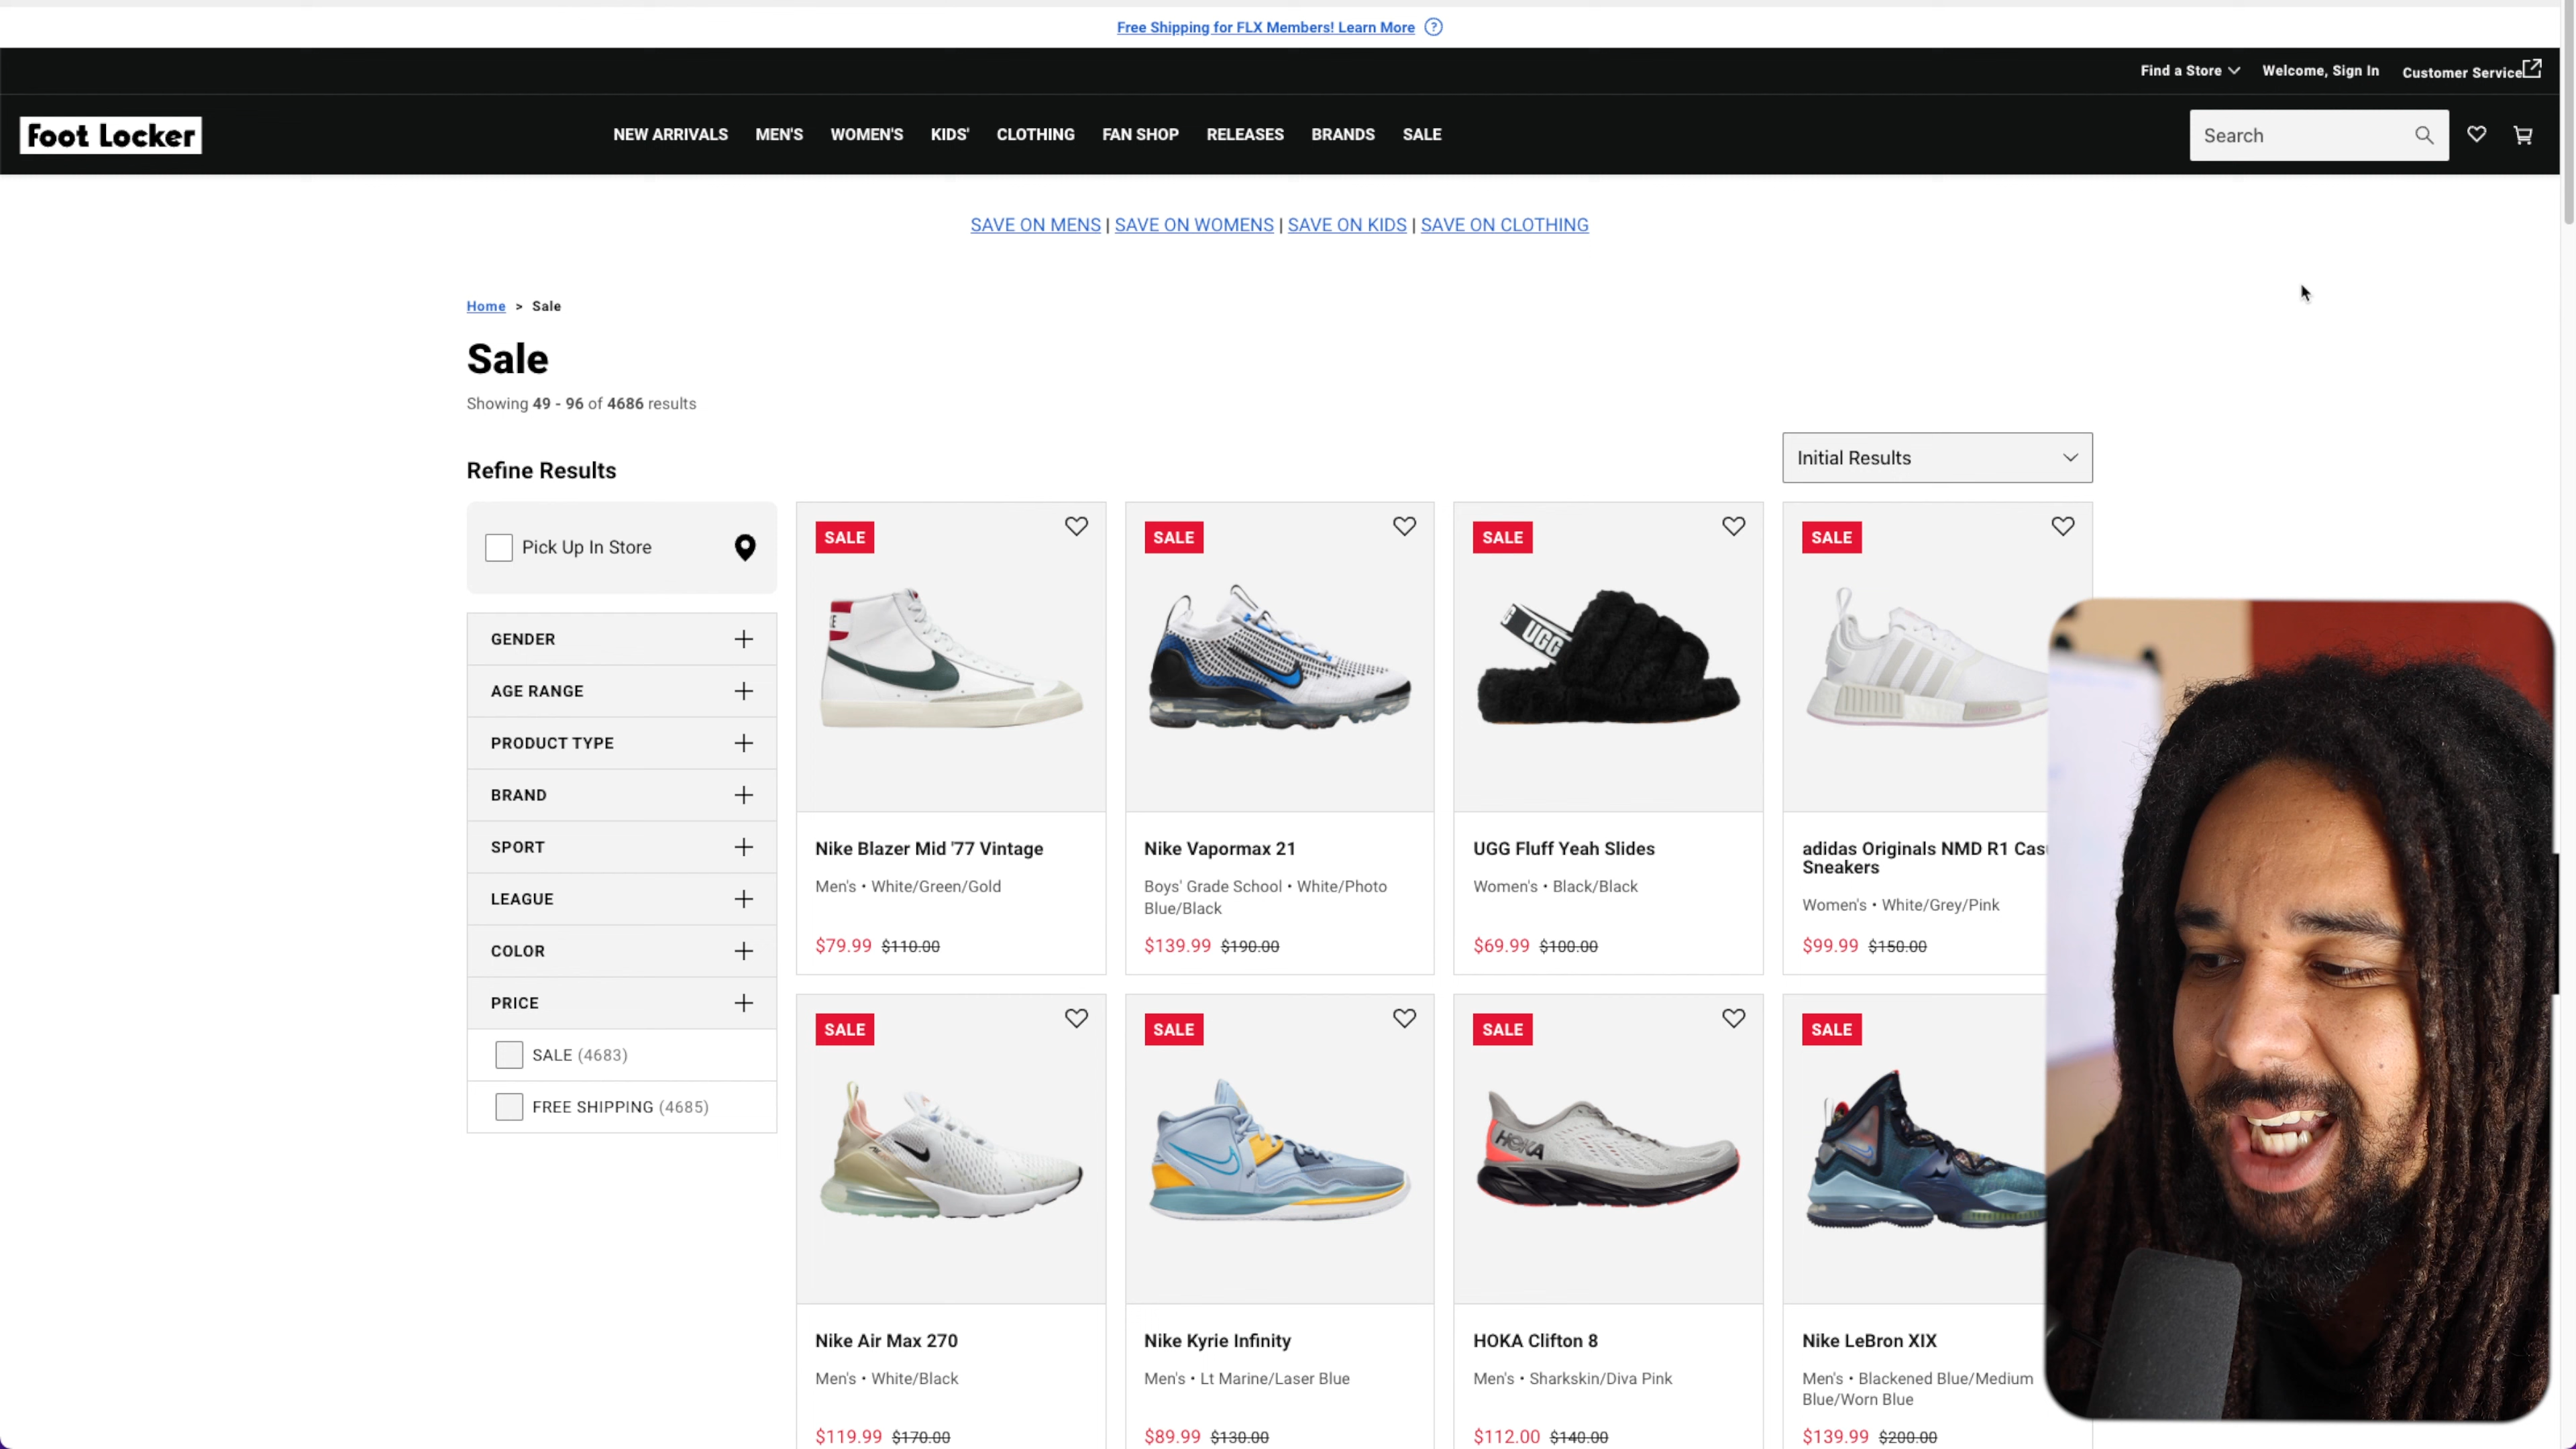 Free Shipping for FLX Members! Learn More ?
Find a Store Welcome, Sign In Customer Service
Foot Locker NEW ARRIVALS MEN'S WOMEN'S KIDS' CLOTHING FAN SHOP RELEASES BRANDS SALE Search
SAVE ON MENS | SAVE ON WOMENS | SAVE ON KIDS | SAVE ON CLOTHING
Home > Sale
Sale
Showing 49 - 96 of 4686 results
Initial Results
Refine Results
Pick Up In Store
GENDER
AGE RANGE
PRODUCT TYPE
BRAND
SPORT
LEAGUE
COLOR
PRICE
SALE (4683)
FREE SHIPPING (4685)
SALE
Nike Blazer Mid '77 Vintage
Men's • White/Green/Gold
$79.99 $110.00
SALE
Nike Vapormax 21
Boys' Grade School • White/Photo
Blue/Black
$139.99 $190.00
SALE
UGG
UGG Fluff Yeah Slides
Women's • Black/Black
$69.99 $100.00
SALE
adidas Originals NMD R1
Sneakers
Women's • White/Grey/Pink
$99.99 $150.00
SALE
Nike Air Max 270
Men's • White/Black
$119.99 $170.00
SALE
Nike Kyrie Infinity
Men's • Lt Marine/Laser Blue
$89.99 $130.00
SALE
HOKA
HOKA Clifton 8
Men's • Sharkskin/Diva Pink
$112.00 $140.00
SALE
Nike LeBron XIX
Men's • Blackened Blue/Medium
Blue/Worn Blue
$139.99 $200.00